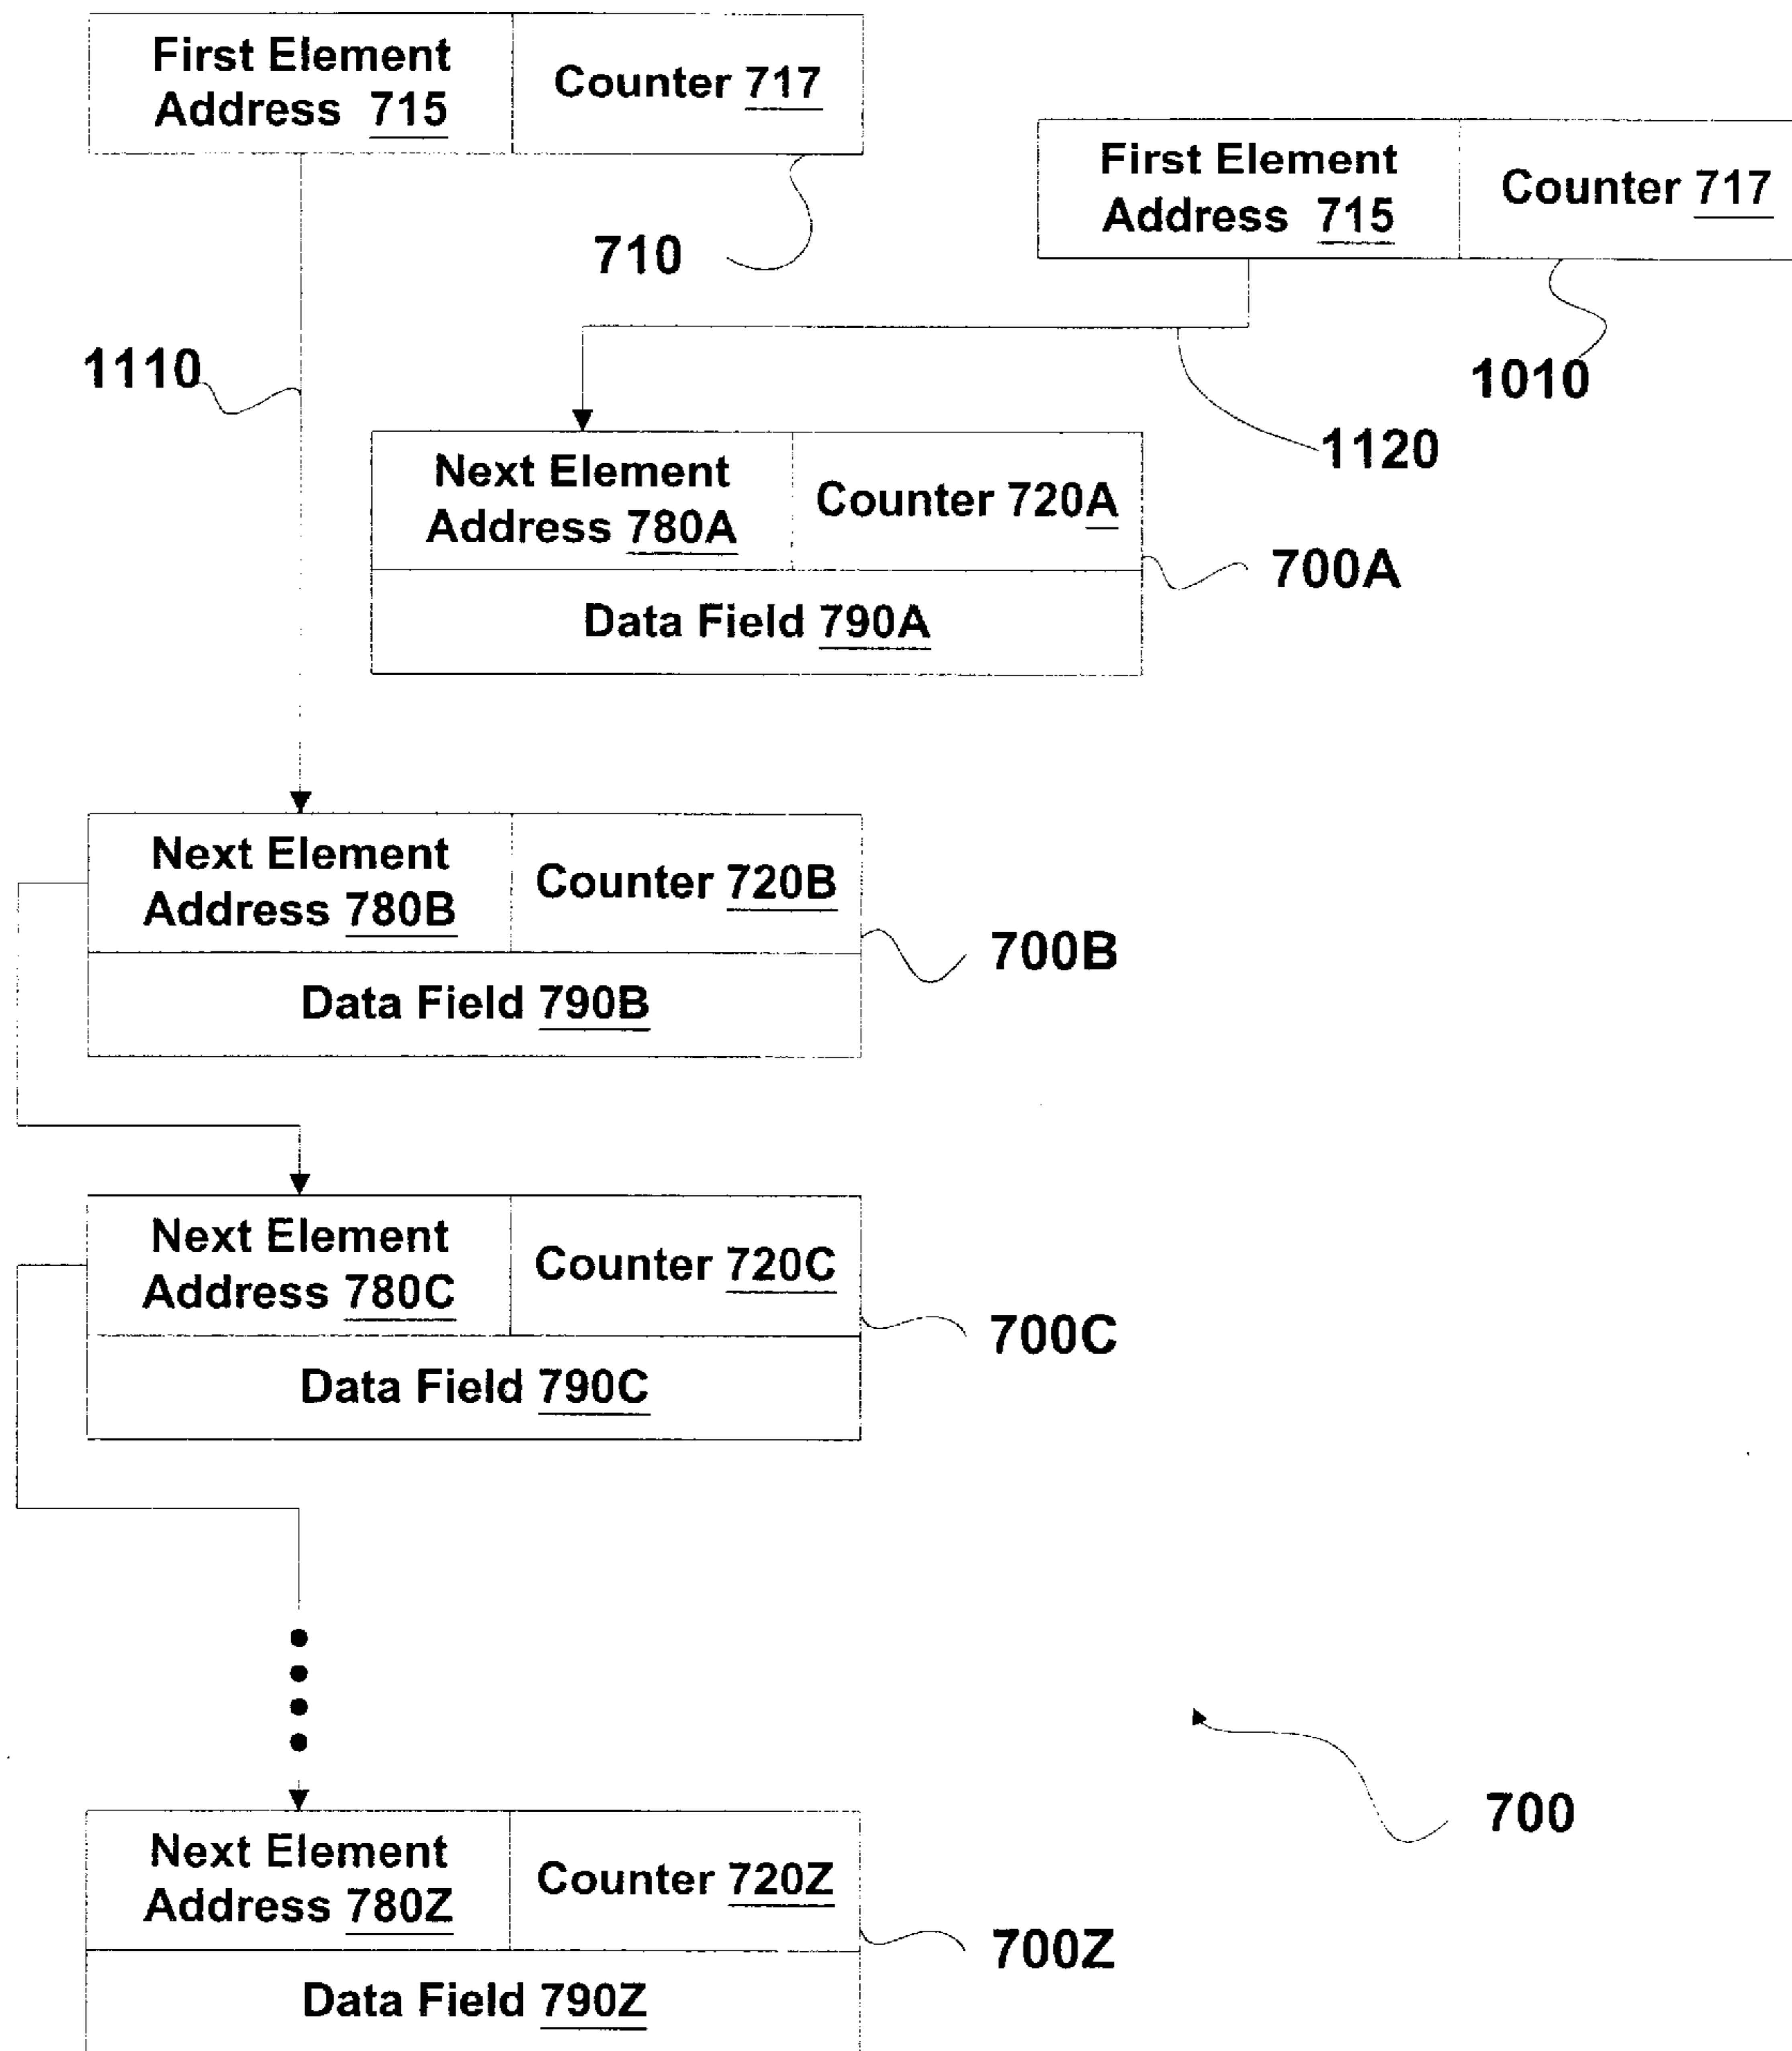 First Element
Address 715
Counter 717
First Element
Address 715
Counter 717
710
1010
1110
1120
Next Element
Address 780A
Counter 720A
700A
Data Field 790A
Next Element
Address 780B
Counter 720B
700B
Data Field 790B
Next Element
Address 780C
Counter 720C
700C
Data Field 790C
700
Next Element
Address 780Z
Counter 720Z
700Z
Data Field 790Z